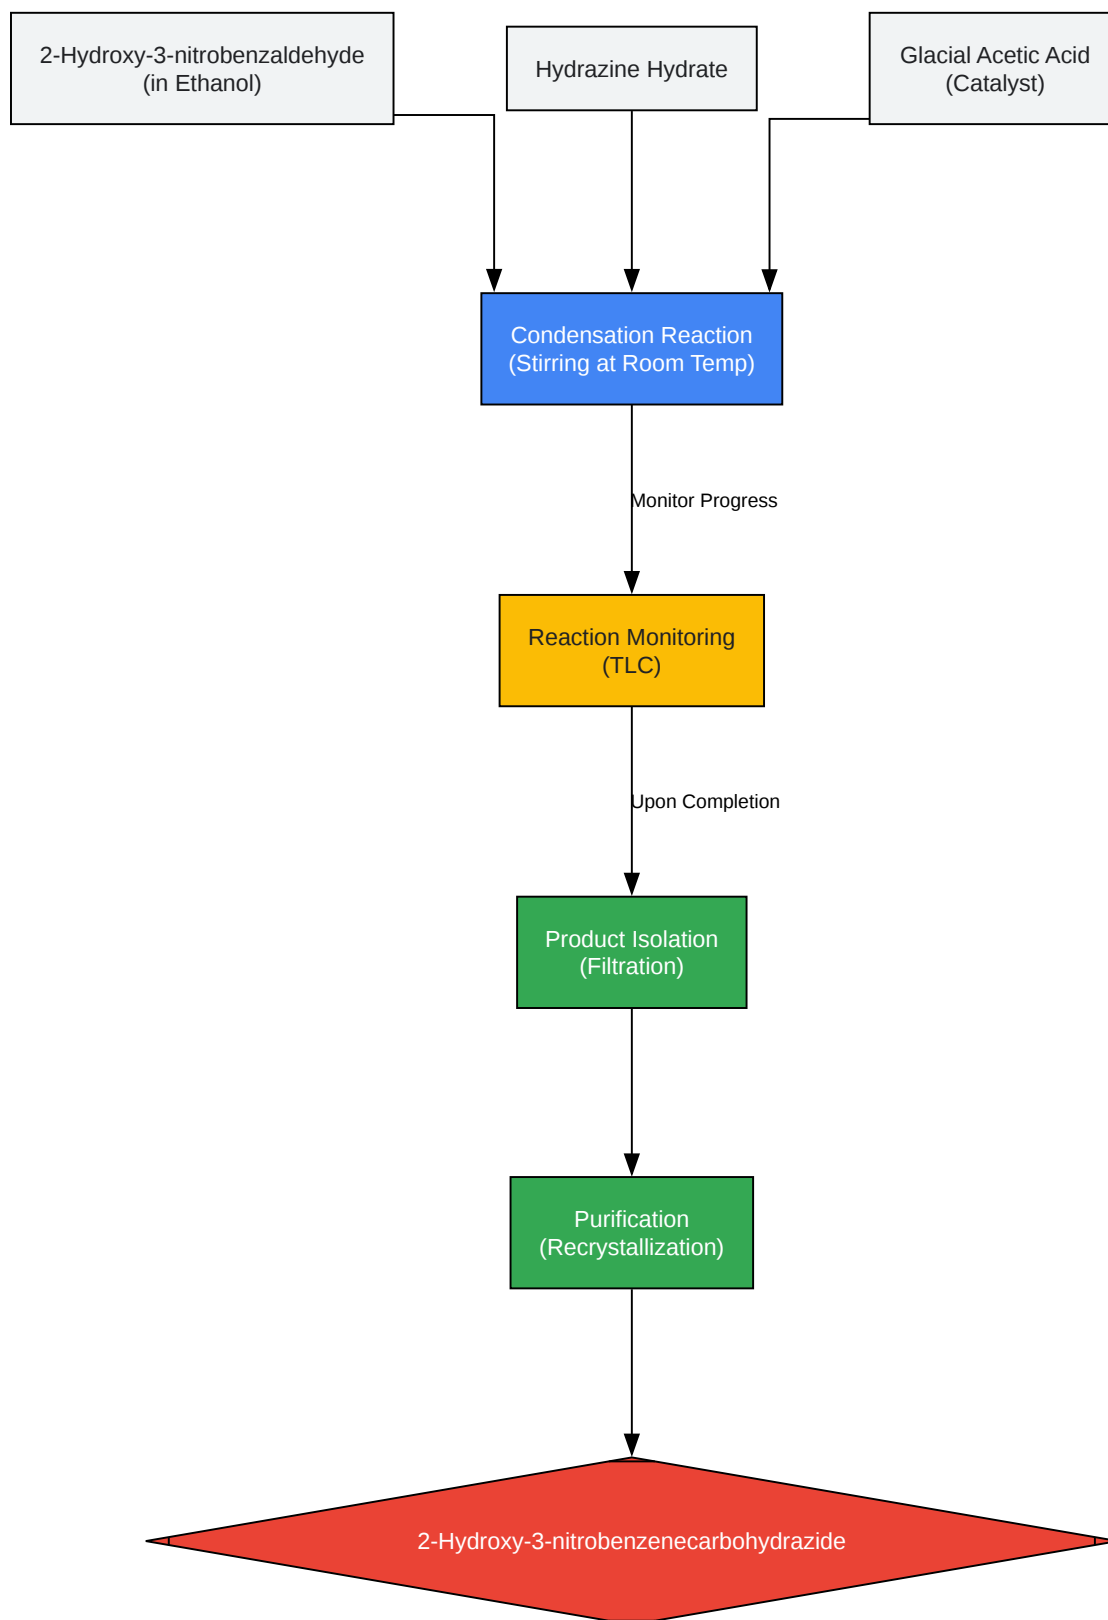 2-Hydroxy-3-nitrobenzaldehyde
(in Ethanol)
Hydrazine Hydrate
Glacial Acetic Acid
(Catalyst)
Condensation Reaction
(Stirring at Room Temp)
Monitor Progress
Reaction Monitoring
(TLC)
Upon Completion
Product Isolation
(Filtration)
Purification
(Recrystallization)
2-Hydroxy-3-nitrobenzenecarbohydrazide